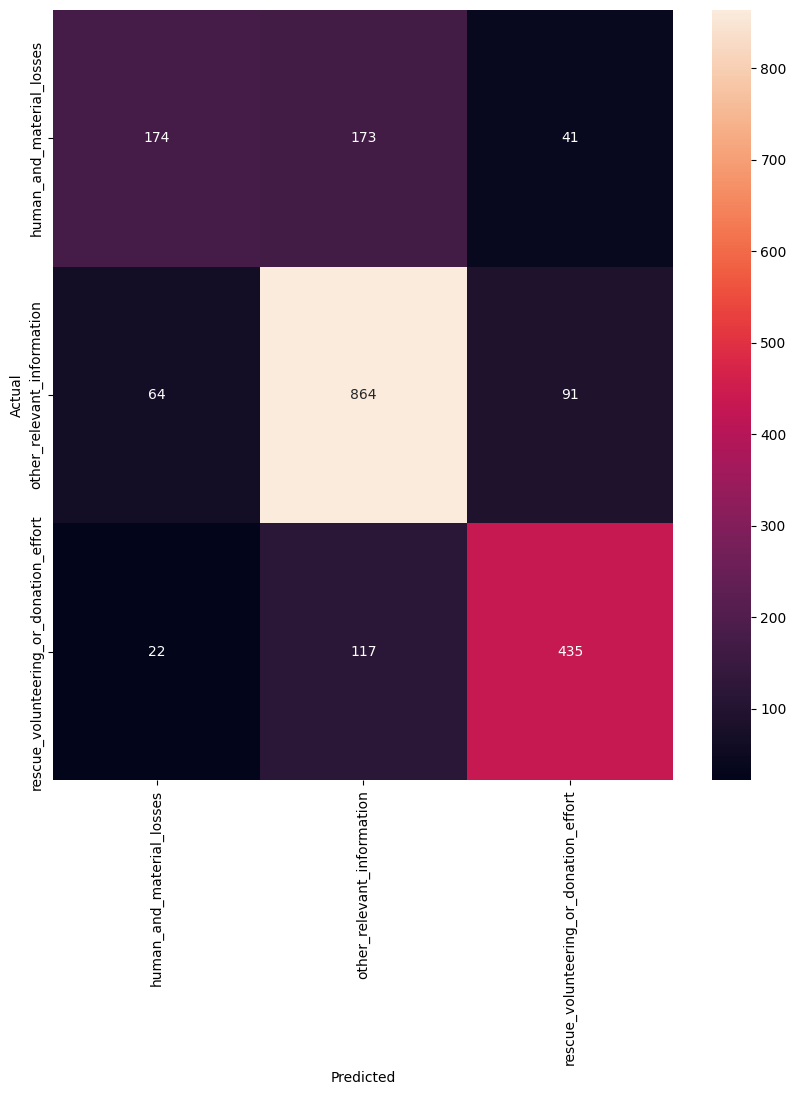 human_and_material_losses
174 173 41
Actual
other_relevant_information
64 864 91
rescue_volunteering_or_donation_effort
22 117 435
human_and_material_losses
other_relevant_information
rescue_volunteering_or_donation_effort
Predicted
800
700
600
500
400
300
200
100